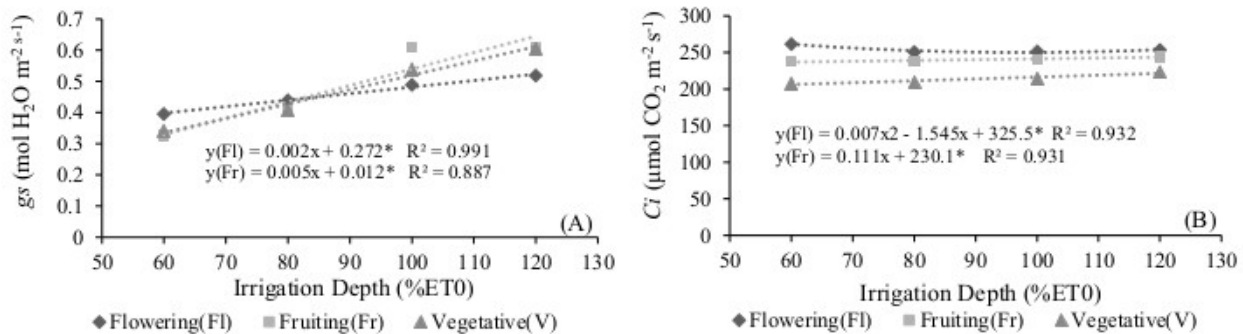 0.7
0.6
0.5
0.4
0.3
0.2
0.1
0
gs (mol H₂O m⁻² s⁻¹)
y(Fl) = 0.002x + 0.272* R² = 0.991
y(Fr) = 0.005x + 0.012* R² = 0.887
(A)
50 60 70 80 90 100 110 120 130
Irrigation Depth (%ET0)
Flowering(Fl) Fruiting(Fr) Vegetative(V)
300
250
200
150
100
50
0
Ci (µmol CO₂ m⁻² s⁻¹)
y(Fl) = 0.007x2 - 1.545x + 325.5* R² = 0.932
y(Fr) = 0.111x + 230.1* R² = 0.931
(B)
50 60 70 80 90 100 110 120 130
Irrigation Depth (%ET0)
Flowering(Fl) Fruiting(Fr) Vegetative(V)